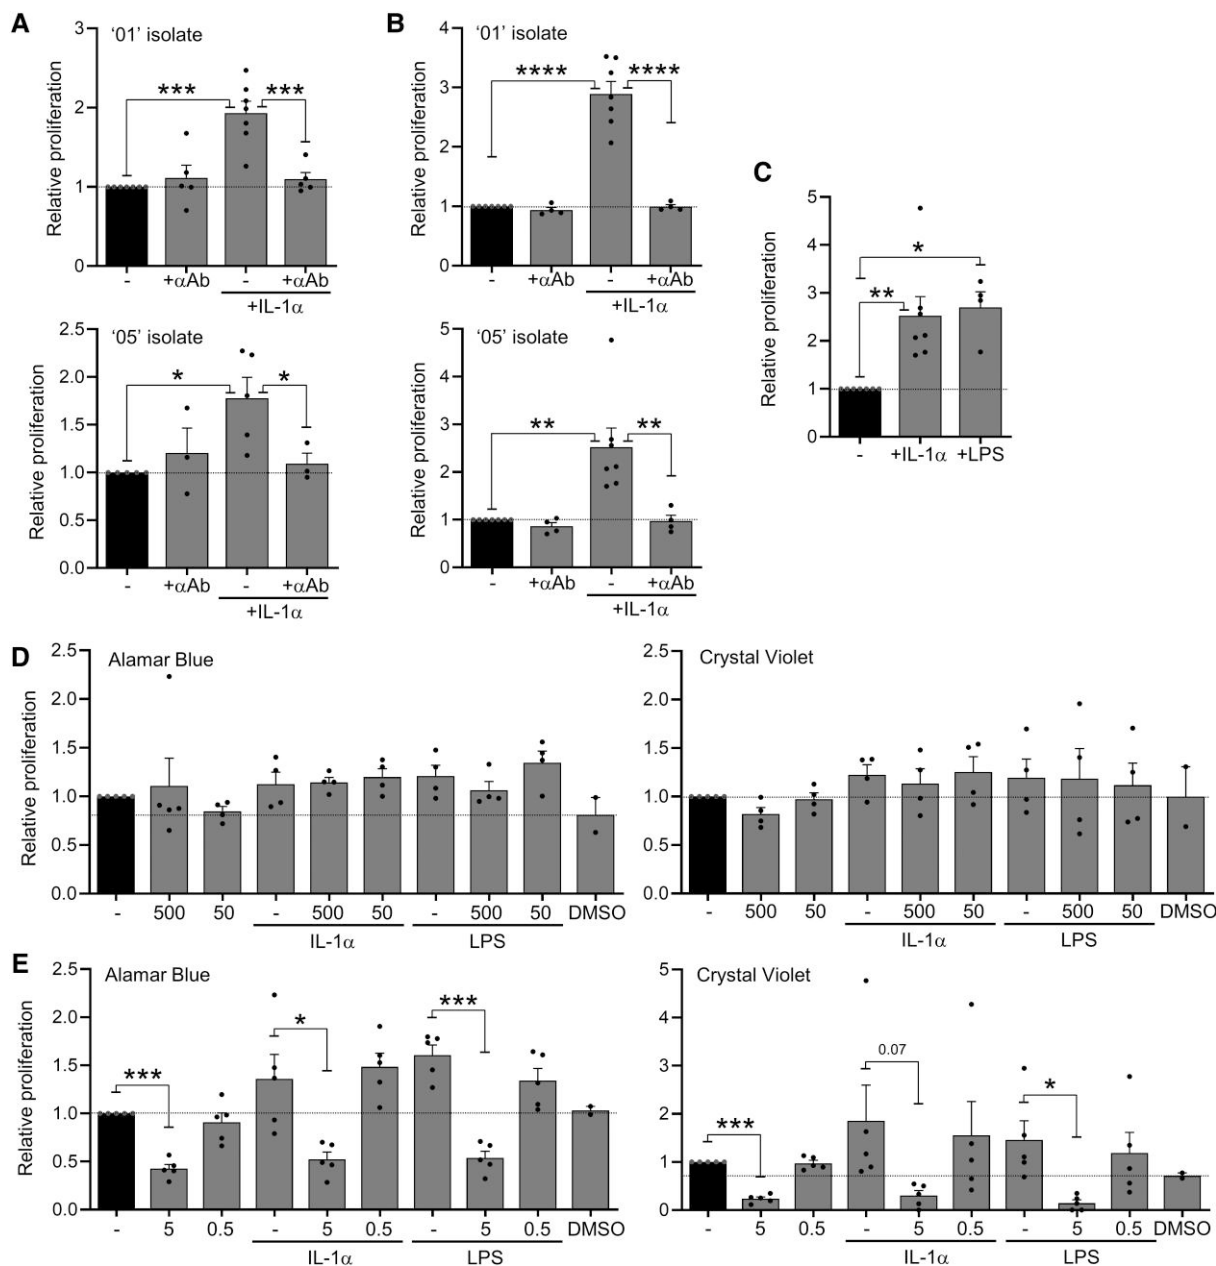 A
'01' isolate
Relative proliferation
3
2
1
0
***
***
-
+αAb
-
+αAb
+IL-1α
'05' isolate
Relative proliferation
2.5
2.0
1.5
1.0
0.5
0.0
*
*
-
+αAb
-
+αAb
+IL-1α
B
'01' isolate
Relative proliferation
4
3
2
1
0
****
****
-
+αAb
-
+αAb
+IL-1α
'05' isolate
Relative proliferation
5
4
3
2
1
0
**
**
-
+αAb
-
+αAb
+IL-1α
C
Relative proliferation
5
4
3
2
1
0
*
**
-
+IL-1α
+LPS
D
Alamar Blue
Relative proliferation
2.5
2.0
1.5
1.0
0.5
0.0
- 500 50 - 500 50 - 500 50 DMSO
IL-1α LPS
Crystal Violet
2.5
2.0
1.5
1.0
0.5
0.0
- 500 50 - 500 50 - 500 50 DMSO
IL-1α LPS
E
Alamar Blue
Relative proliferation
2.5
2.0
1.5
1.0
0.5
0.0
***
*
***
- 5 0.5 - 5 0.5 - 5 0.5 DMSO
IL-1α LPS
Crystal Violet
5
4
3
2
1
0
***
0.07
*
- 5 0.5 - 5 0.5 - 5 0.5 DMSO
IL-1α LPS